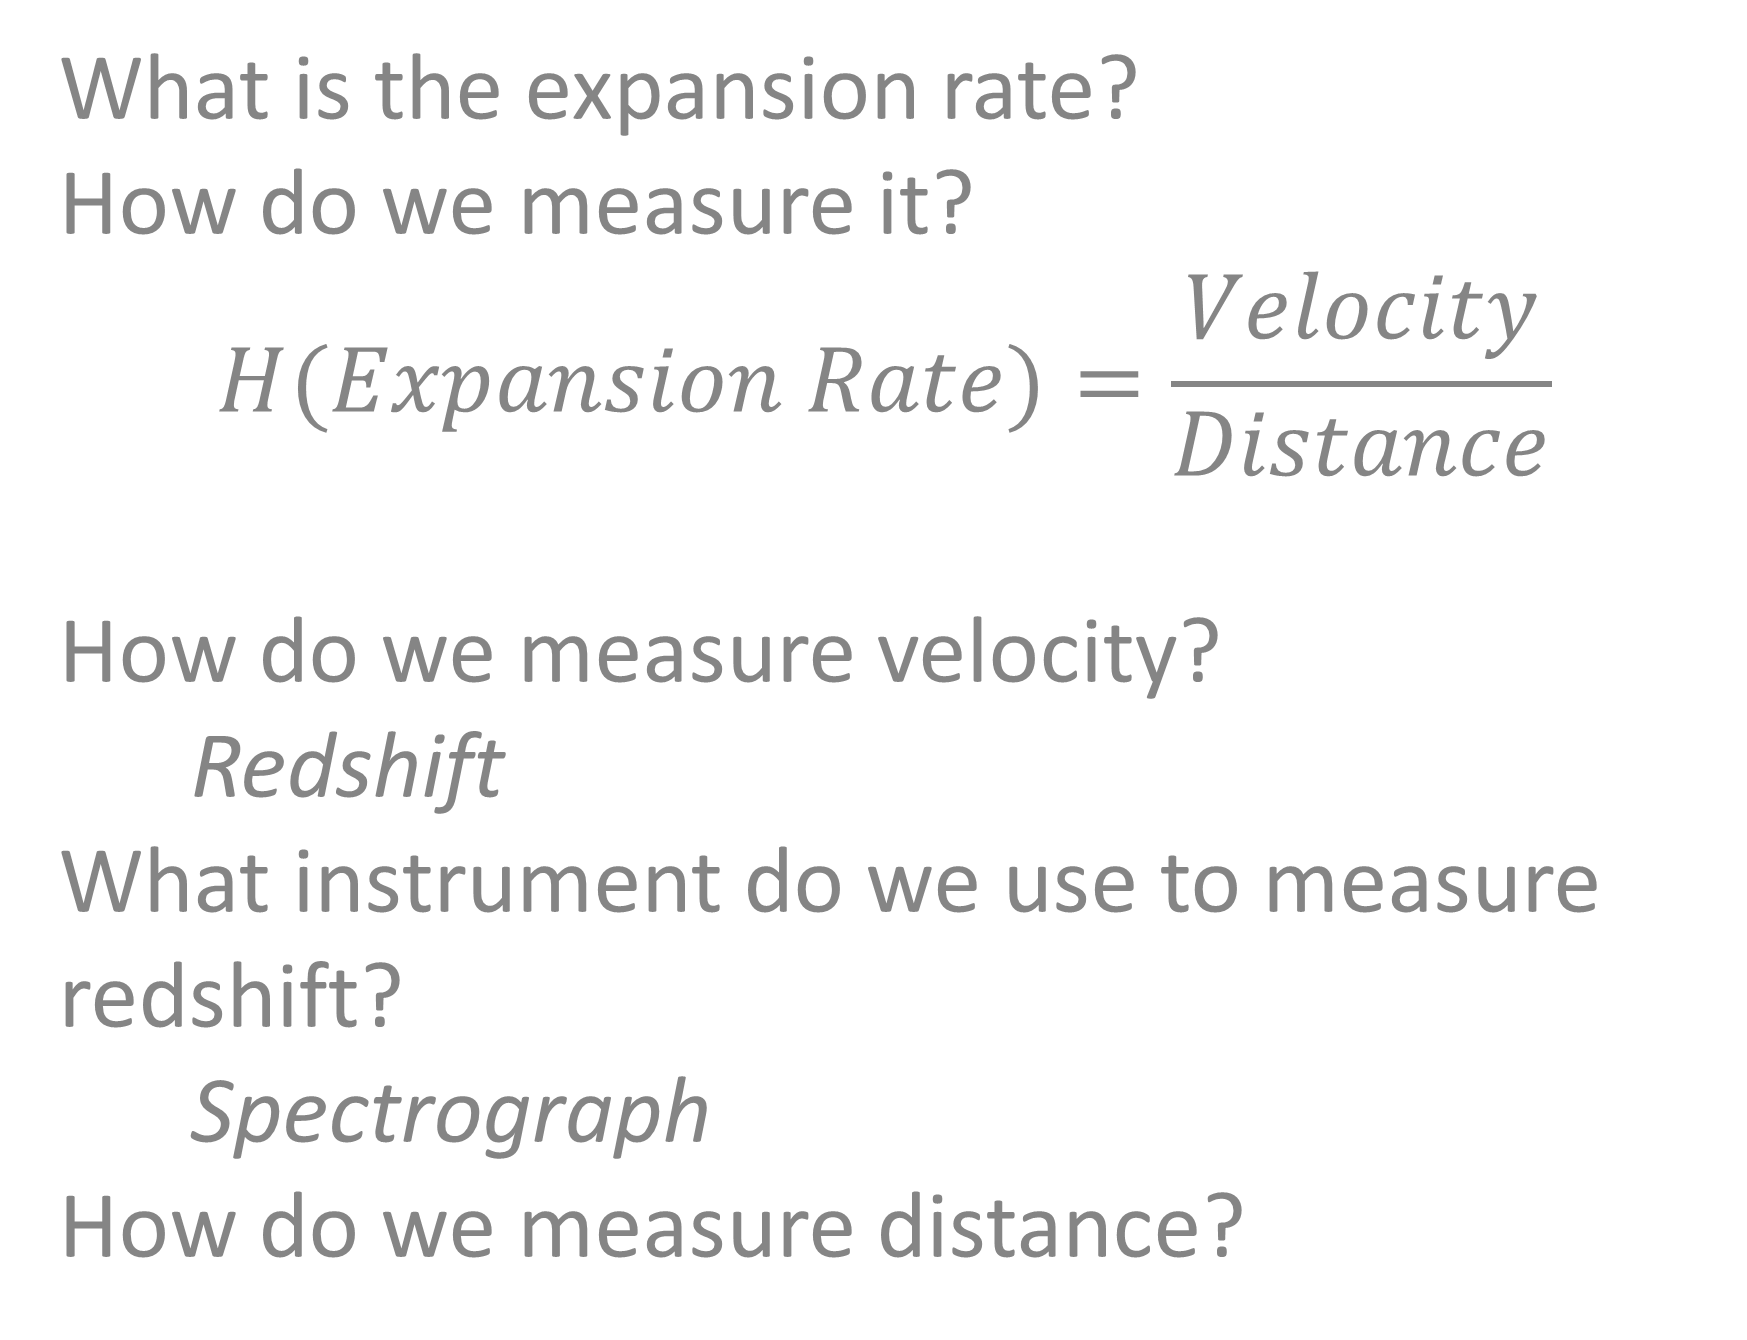 What is the expansion rate?
How do we measure it?
H(Expansion Rate) = Velocity / Distance
How do we measure velocity?
Redshift
What instrument do we use to measure
redshift?
Spectrograph
How do we measure distance?